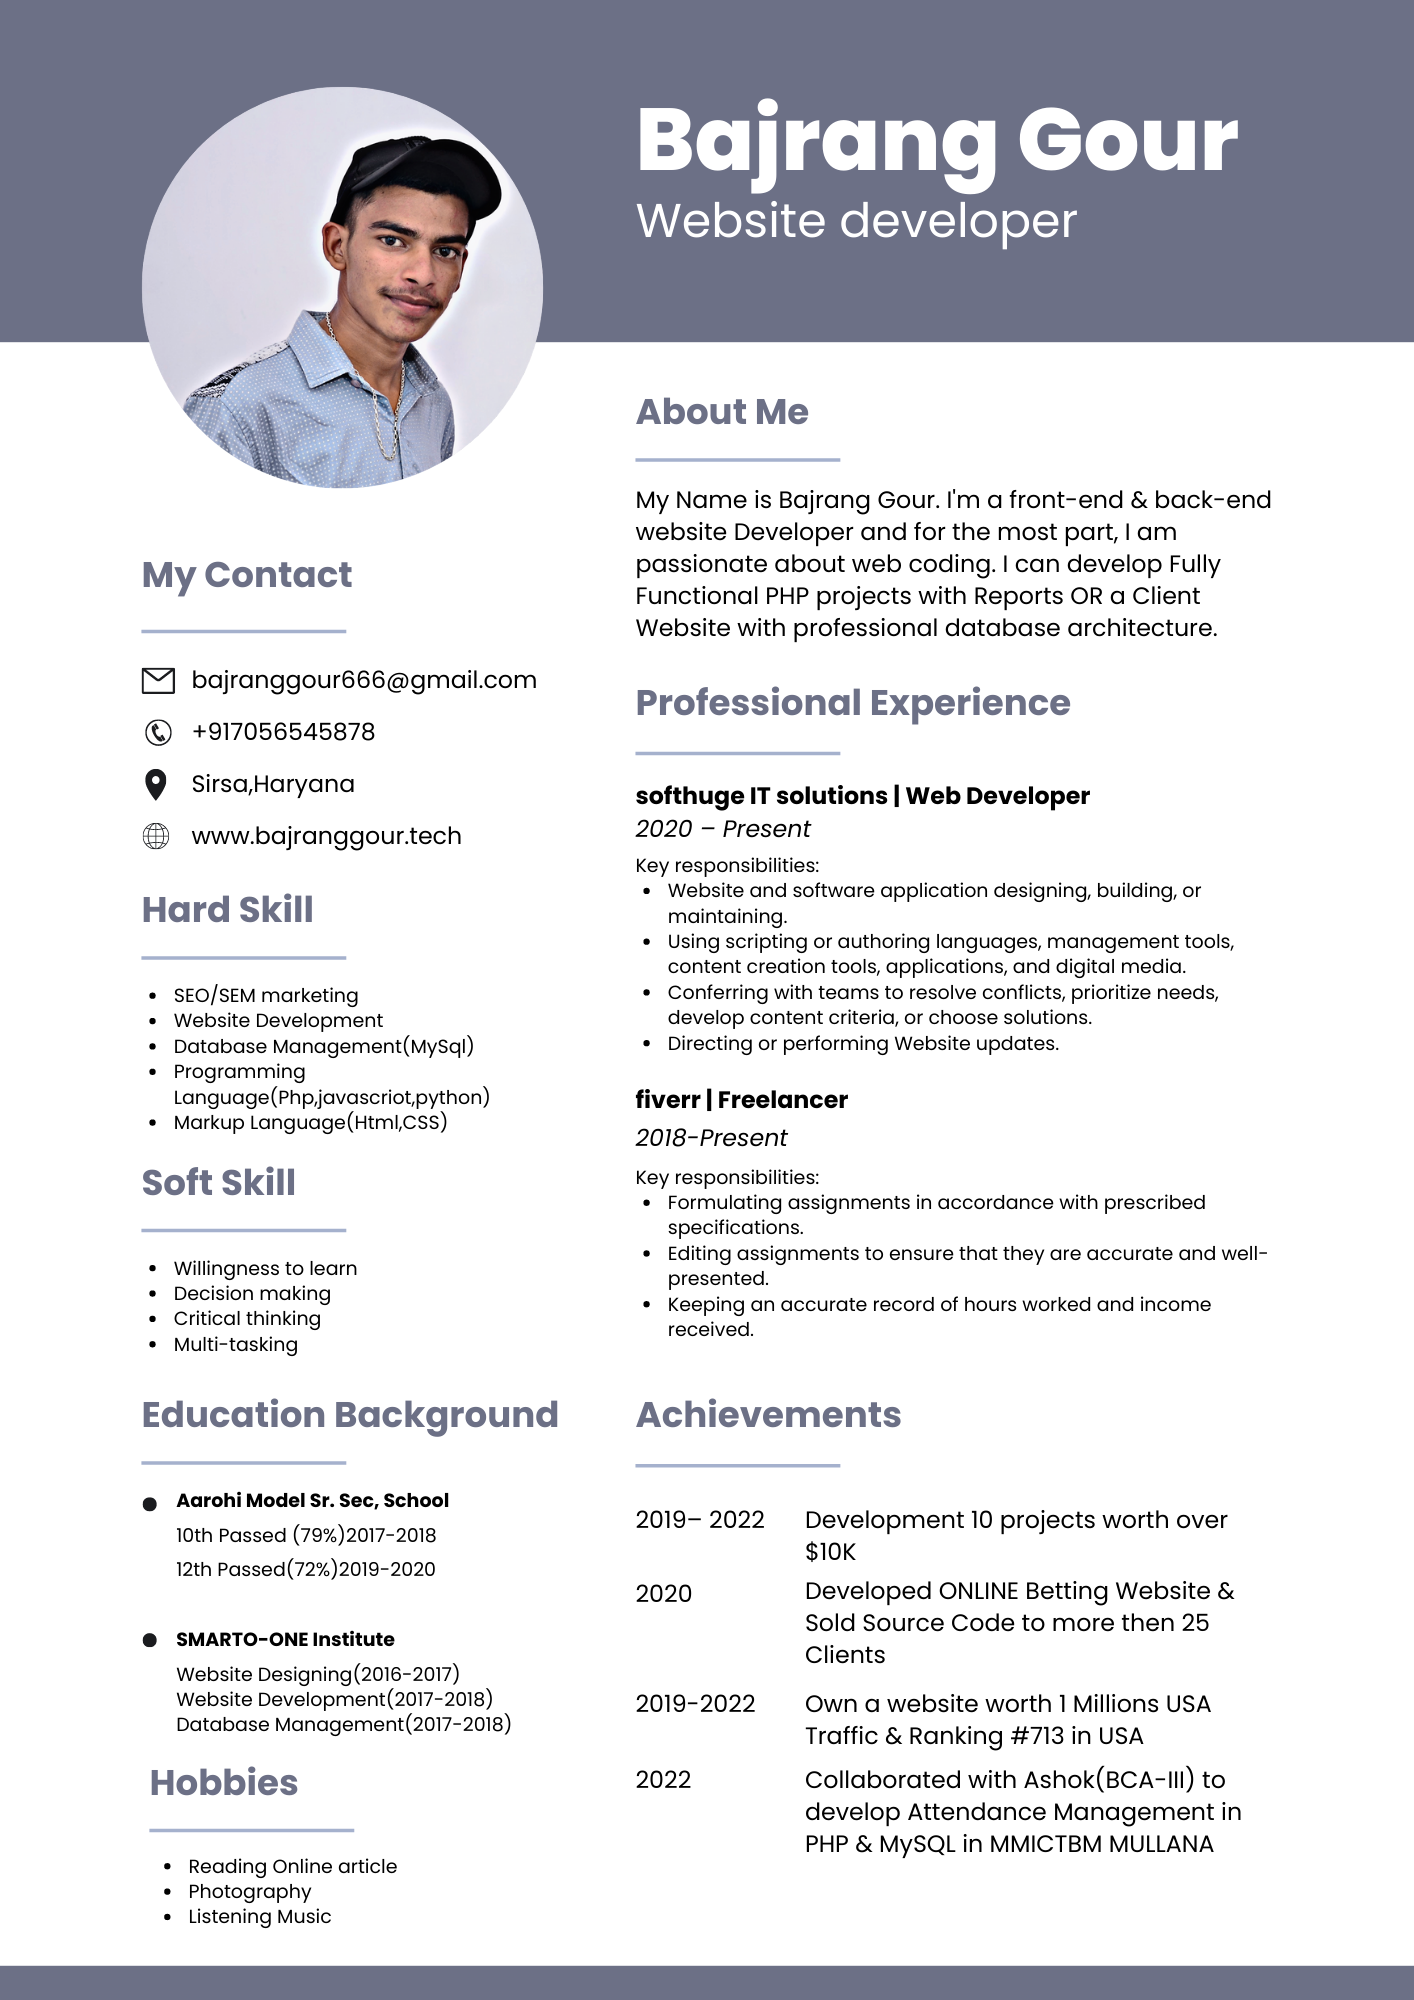 Bajrang Gour
Website developer
My Contact
bajranggour666@gmail.com
+917056545878
Sirsa,Haryana
www.bajranggour.tech
Hard Skill
• SEO/SEM marketing
• Website Development
• Database Management(MySql)
• Programming
Language(Php,javascriot,python)
• Markup Language(Html,CSS)
Soft Skill
• Willingness to learn
• Decision making
• Critical thinking
• Multi-tasking
Education Background
Aarohi Model Sr. Sec, School
10th Passed (79%)2017-2018
12th Passed(72%)2019-2020
SMARTO-ONE Institute
Website Designing(2016-2017)
Website Development(2017-2018)
Database Management(2017-2018)
Hobbies
• Reading Online article
• Photography
• Listening Music
About Me
My Name is Bajrang Gour. I'm a front-end & back-end
website Developer and for the most part, I am
passionate about web coding. I can develop Fully
Functional PHP projects with Reports OR a Client
Website with professional database architecture.
Professional Experience
softhuge IT solutions | Web Developer
2020 – Present
Key responsibilities:
• Website and software application designing, building, or
maintaining.
• Using scripting or authoring languages, management tools,
content creation tools, applications, and digital media.
• Conferring with teams to resolve conflicts, prioritize needs,
develop content criteria, or choose solutions.
• Directing or performing Website updates.
fiverr | Freelancer
2018-Present
Key responsibilities:
• Formulating assignments in accordance with prescribed
specifications.
• Editing assignments to ensure that they are accurate and well-
presented.
• Keeping an accurate record of hours worked and income
received.
Achievements
2019– 2022 Development 10 projects worth over
$10K
2020 Developed ONLINE Betting Website &
Sold Source Code to more then 25
Clients
2019-2022 Own a website worth 1 Millions USA
Traffic & Ranking #713 in USA
2022 Collaborated with Ashok(BCA-III) to
develop Attendance Management in
PHP & MySQL in MMICTBM MULLANA